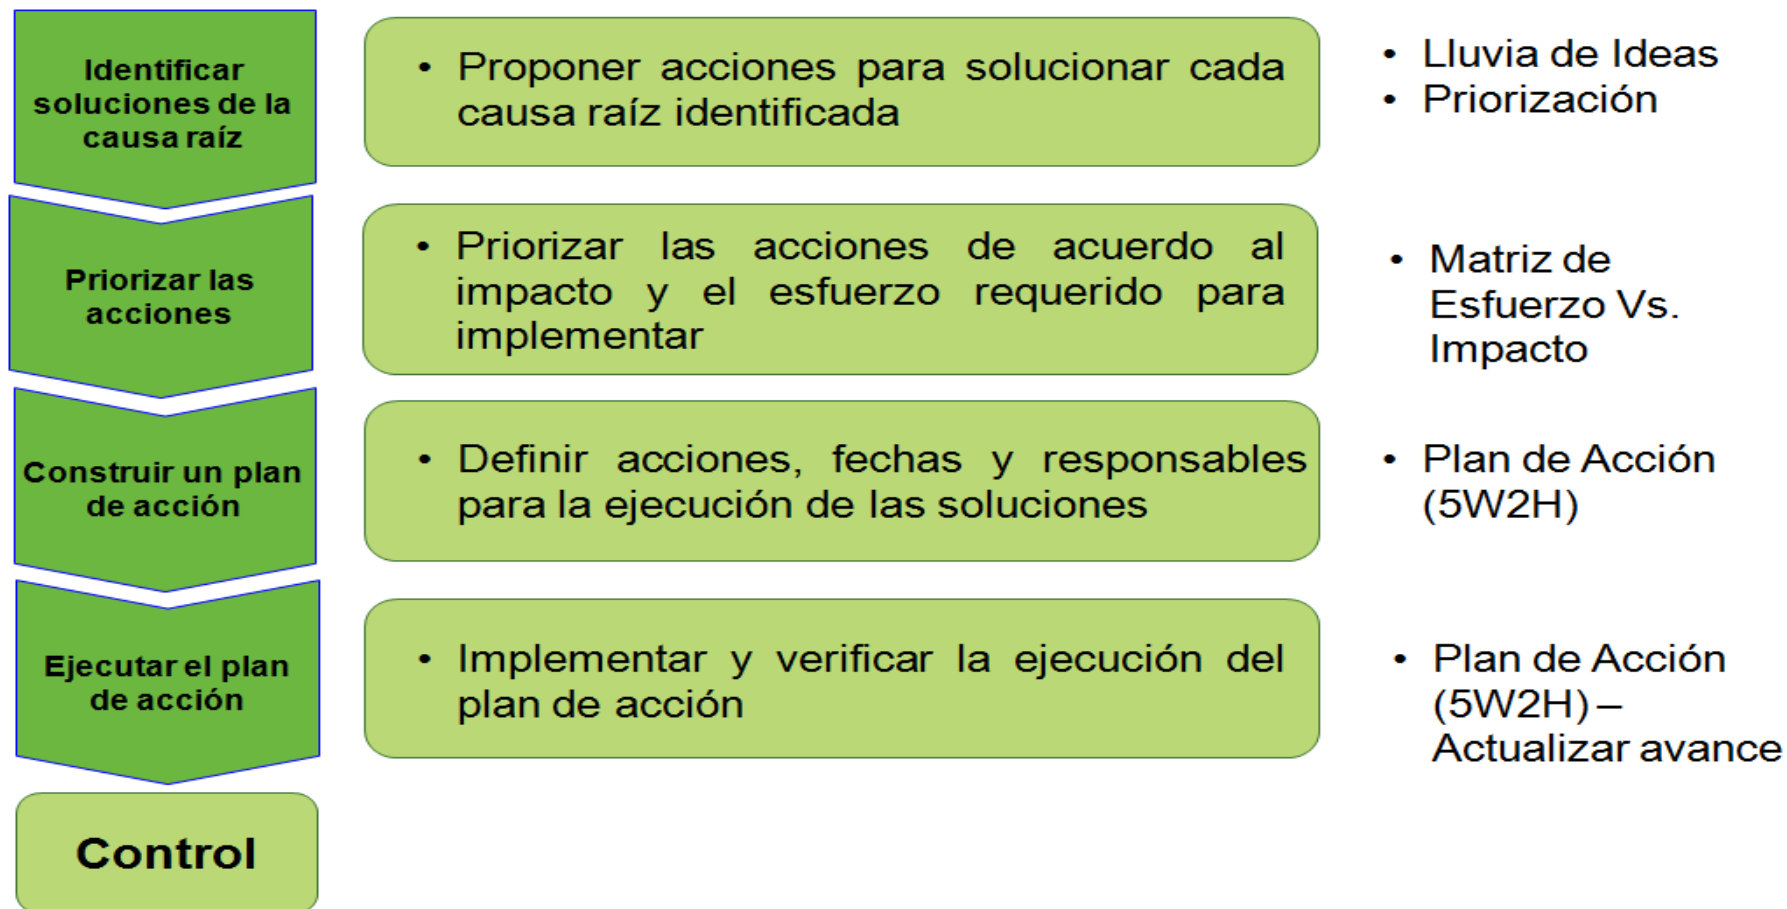 Identificar
soluciones de la
causa raíz
• Proponer acciones para solucionar cada
causa raíz identificada
• Lluvia de Ideas
• Priorización
Priorizar las
acciones
• Priorizar las acciones de acuerdo al
impacto y el esfuerzo requerido para
implementar
• Matriz de
Esfuerzo Vs.
Impacto
Construir un plan
de acción
• Definir acciones, fechas y responsables
para la ejecución de las soluciones
• Plan de Acción
(5W2H)
Ejecutar el plan
de acción
• Implementar y verificar la ejecución del
plan de acción
• Plan de Acción
(5W2H) –
Actualizar avance
Control